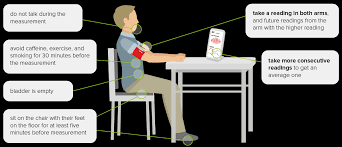 do not talk during the
measurement
avoid caffeine, exercise, and
smoking for 30 minutes before
the measurement
bladder is empty
sit on the chair with their feet
on the floor for at least five
minutes before measurement
take a reading in both arms,
and future readings from the
arm with the higher reading
take more consecutive
readings to get an
average one